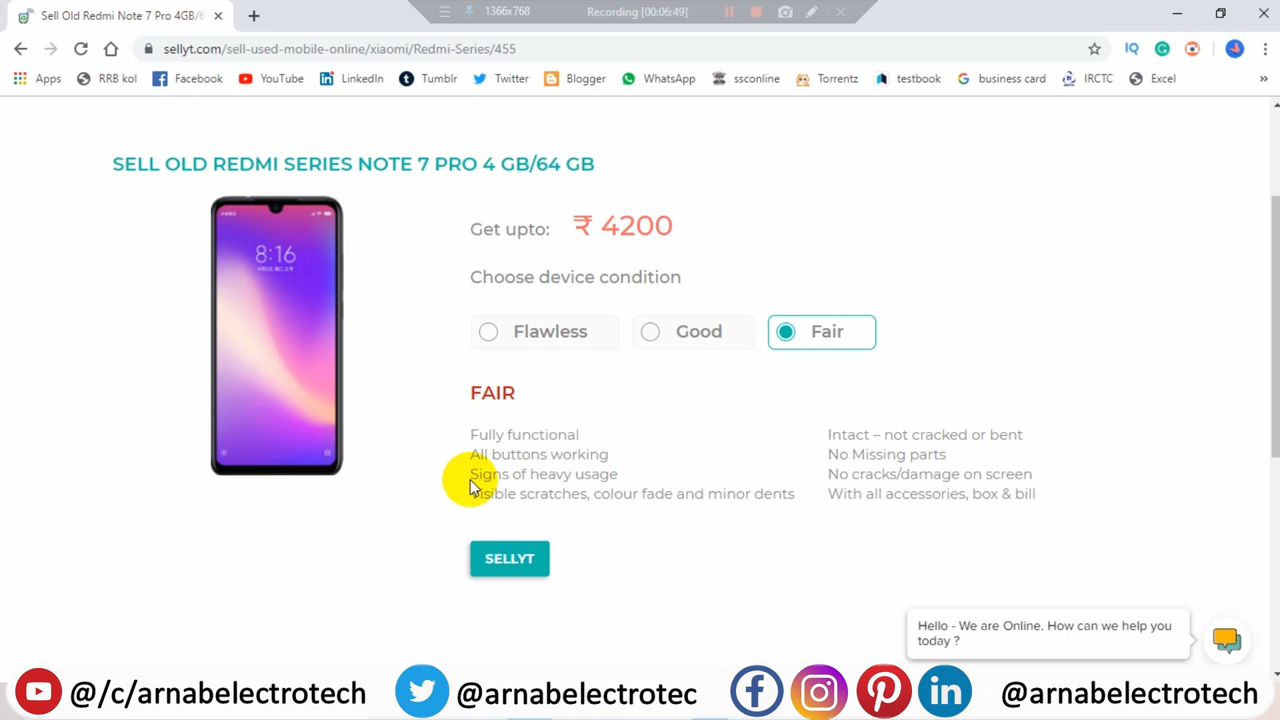 Sell Old Redmi Note 7 Pro 4GB/6
1366x768
Recording [00:06:49]
sellyt.com/sell-used-mobile-online/xiaomi/Redmi-Series/455
IQ
Apps RRB kol Facebook YouTube LinkedIn Tumblr Twitter Blogger WhatsApp ssconline Torrentz testbook business card IRCTC Excel »
SELL OLD REDMI SERIES NOTE 7 PRO 4 GB/64 GB
8:16
Get upto: ₹ 4200
Choose device condition
Flawless Good Fair
FAIR
Fully functional
All buttons working
Signs of heavy usage
Visible scratches, colour fade and minor dents
Intact – not cracked or bent
No Missing parts
No cracks/damage on screen
With all accessories, box & bill
SELLYT
Hello - We are Online. How can we help you
today ?
@/c/arnabelectrotech @arnabelectrotec @arnabelectrotech